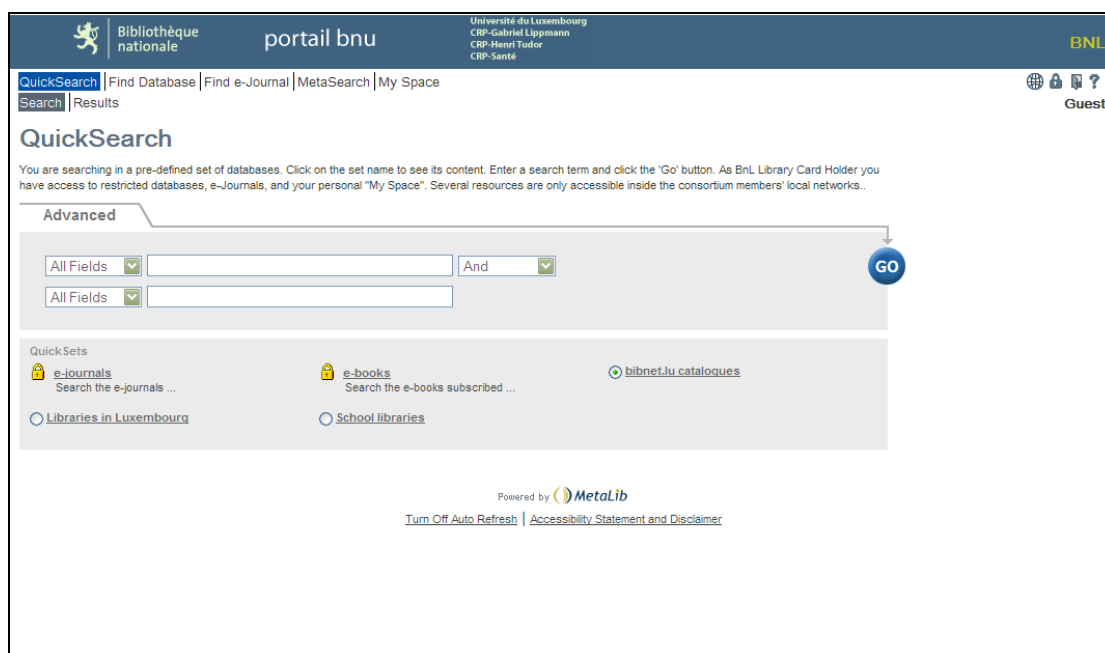 Bibliothèque
nationale
portail bnu
Université du Luxembourg
CRP-Gabriel Lippmann
CRP-Henri Tudor
CRP-Santé
BNL
QuickSearch | Find Database | Find e-Journal | MetaSearch | My Space
?
Search | Results
Guest
QuickSearch
You are searching in a pre-defined set of databases. Click on the set name to see its content. Enter a search term and click the 'Go' button. As BnL Library Card Holder you
have access to restricted databases, e-Journals, and your personal "My Space". Several resources are only accessible inside the consortium members' local networks..
Advanced
All Fields And GO
All Fields
QuickSets
e-journals
Search the e-journals ...
e-books
Search the e-books subscribed ...
bibnet.lu catalogues
Libraries in Luxembourg
School libraries
Powered by MetaLib
Turn Off Auto Refresh | Accessibility Statement and Disclaimer